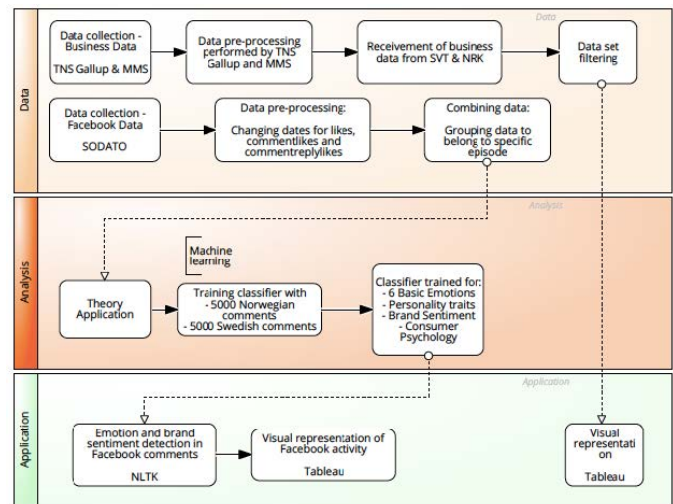 Data
Data
Data collection -
Business Data
TNS Gallup & MMS
Data pre-processing
performed by TNS
Gallup and MMS
Receivement of business
data from SVT & NRK
Data set
filtering
Data collection -
Facebook Data
SODATO
Data pre-processing:
Changing dates for likes,
commentlikes and
commentreplylikes
Combining data:
Grouping data to
belong to specific
episode
Analysis
Analysis
Machine
learning
Theory
Application
Training classifier with
- 5000 Norwegian
comments
- 5000 Swedish comments
Classifier trained for:
- 6 Basic Emotions
- Personality traits
- Brand Sentiment
- Consumer
Psychology
Application
Application
Emotion and brand
sentiment detection in
Facebook comments
NLTK
Visual representation of
Facebook activity
Tableau
Visual
representati
on
Tableau